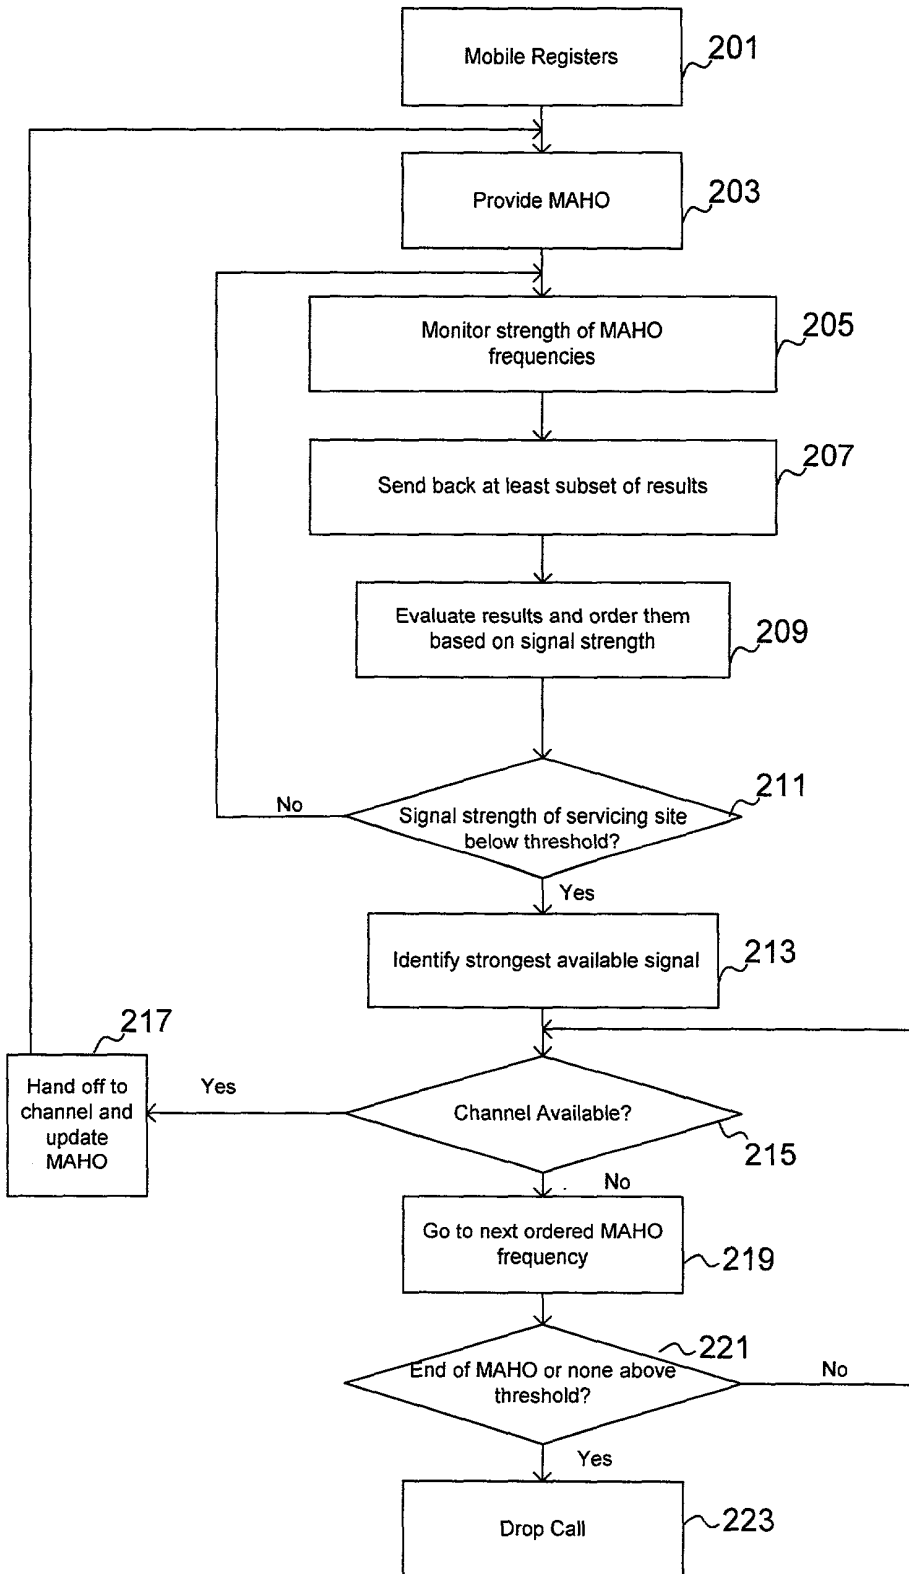 Mobile Registers
201
Provide MAHO
203
Monitor strength of MAHO
frequencies
205
Send back at least subset of results
207
Evaluate results and order them
based on signal strength
209
Signal strength of servicing site
below threshold?
211
No
Yes
Identify strongest available signal
213
217
Hand off to
channel and
update
MAHO
Yes
Channel Available?
215
No
Go to next ordered MAHO
frequency
219
End of MAHO or none above
threshold?
221
No
Yes
Drop Call
223